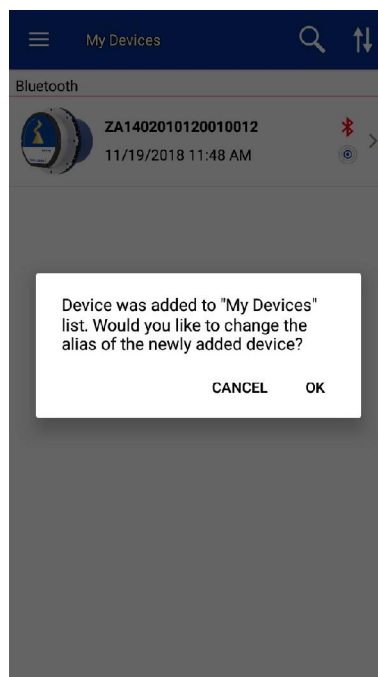 My Devices
Bluetooth
ZA1402010120010012
11/19/2018 11:48 AM
Device was added to "My Devices"
list. Would you like to change the
alias of the newly added device?
CANCEL OK